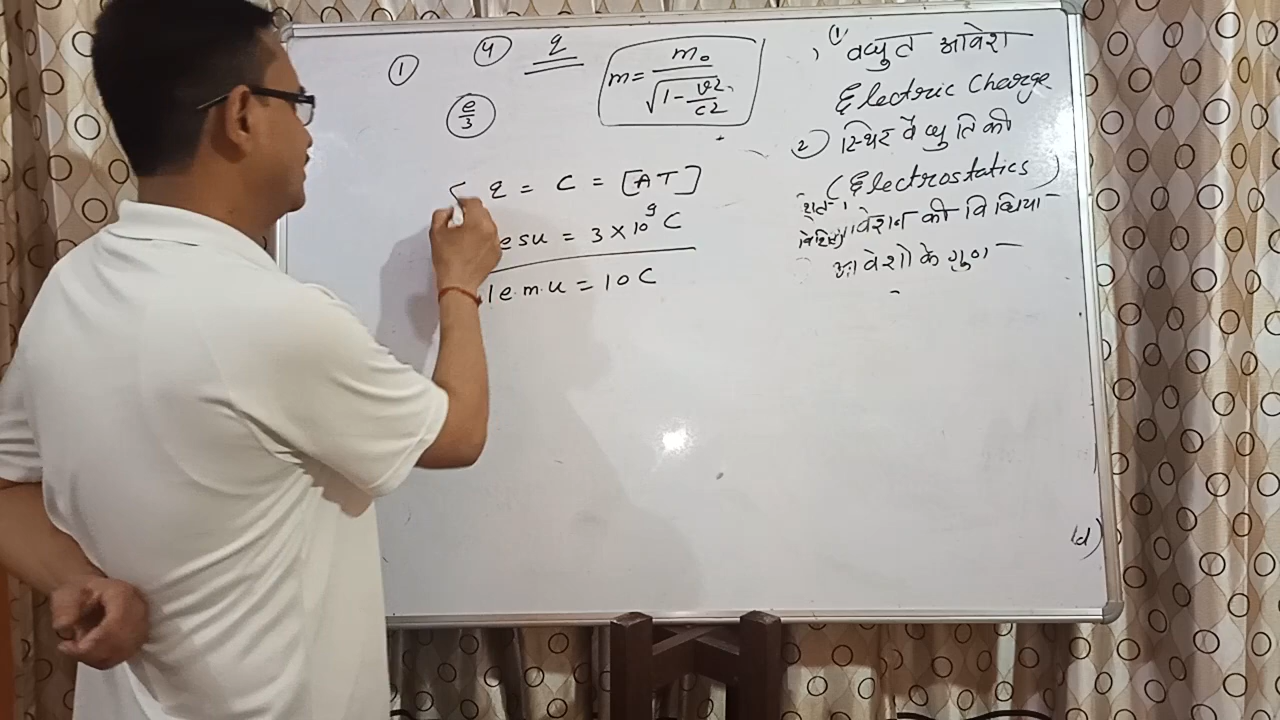 ① ④ q
m = m₀ / √(1 - v2/c2)
e/3
q = C = [AT]
esu = 3 × 10⁹ C
1 e.m.u = 10 C
1) वद्युत आवेश
Electric Charge
2) स्थिर वैद्युतिकी
(Electrostatics)
आवेशन की विधिया
आवेशो के गुण
(d)